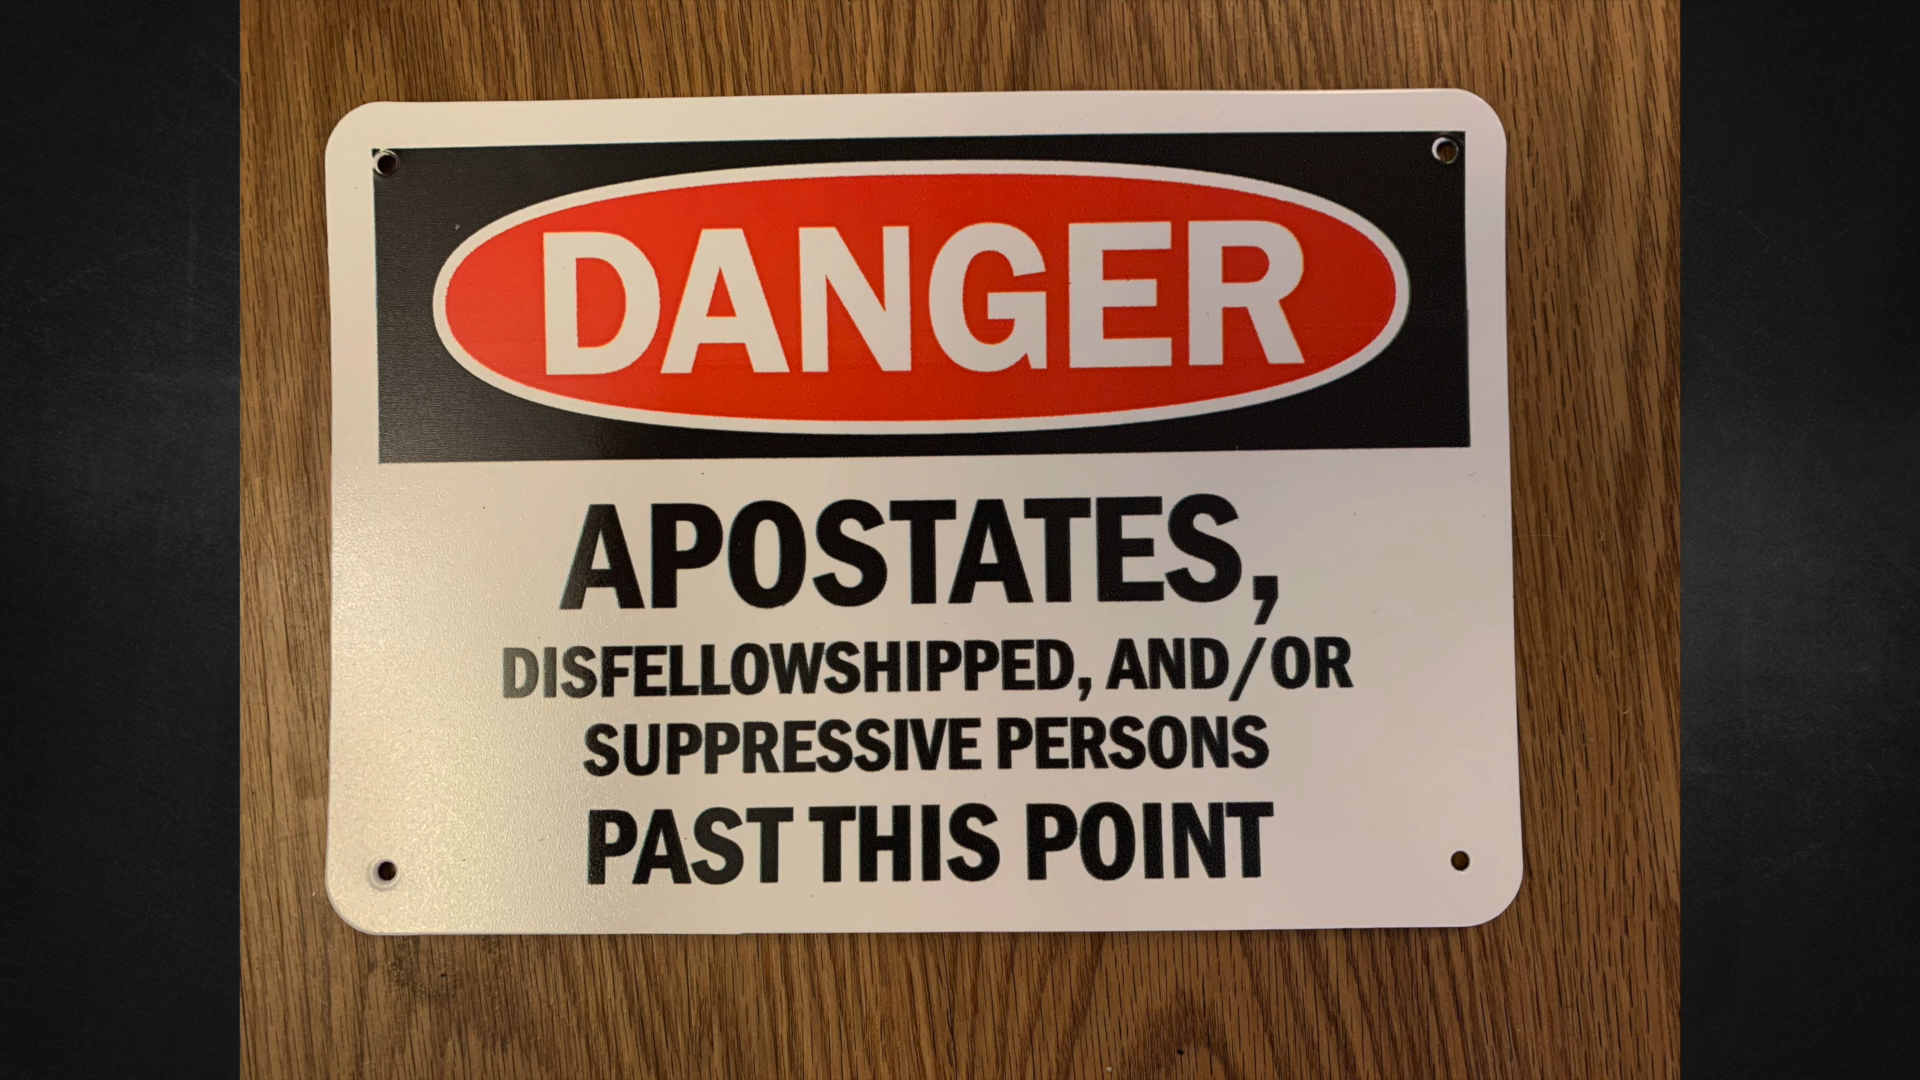 DANGER
APOSTATES,
DISFELLOWSHIPPED, AND/OR
SUPPRESSIVE PERSONS
PAST THIS POINT